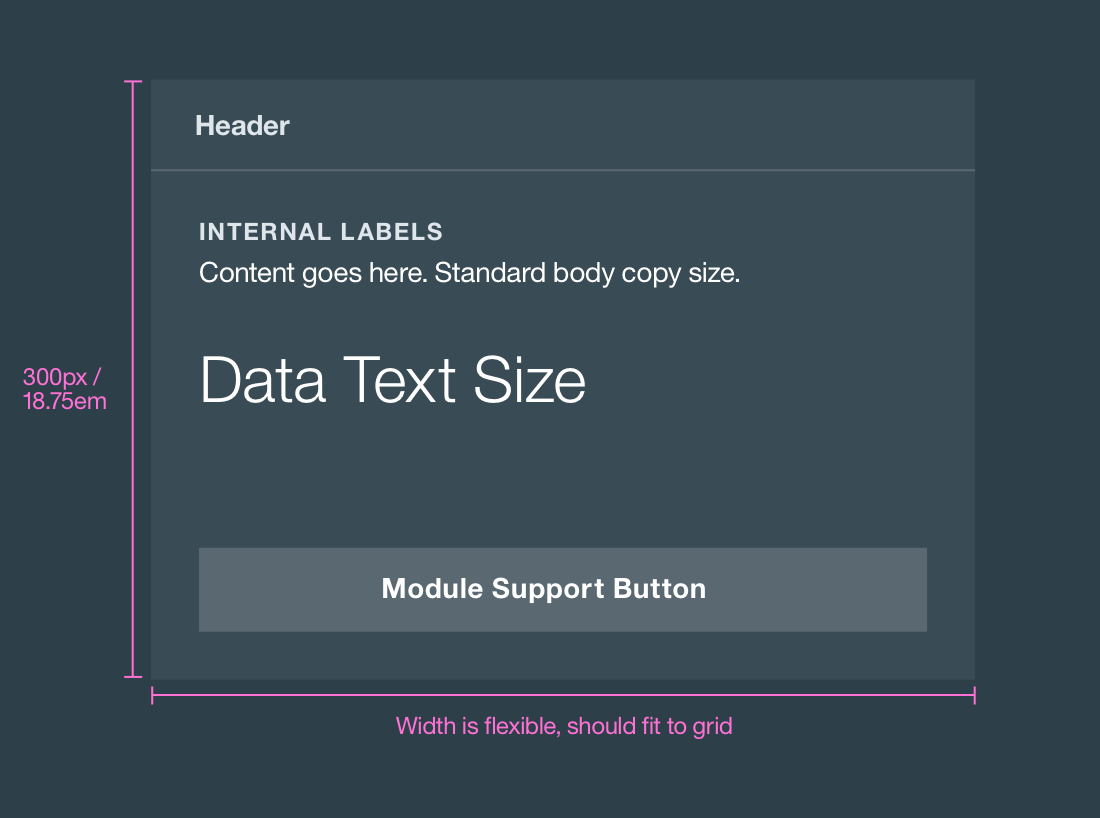 Header
INTERNAL LABELS
Content goes here. Standard body copy size.
300px /
18.75em
Data Text Size
Module Support Button
Width is flexible, should fit to grid